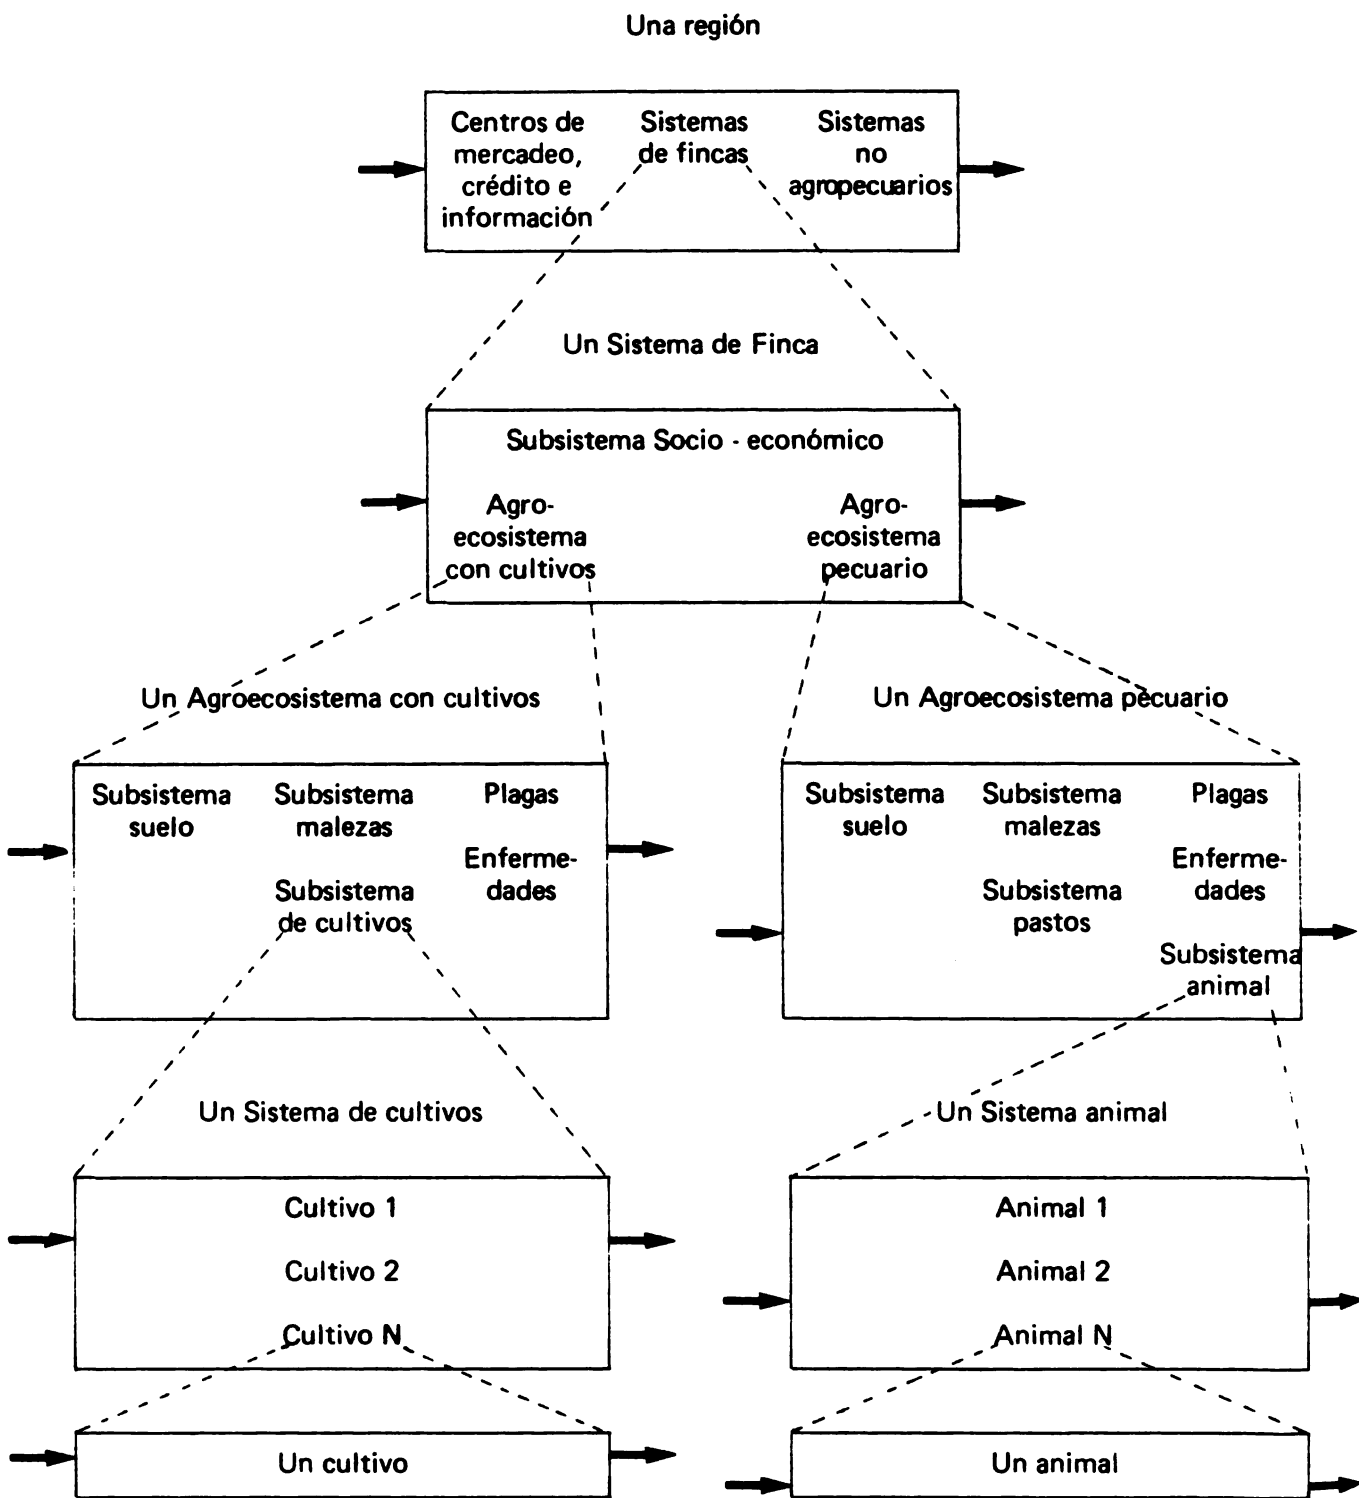 Una región
Centros de
mercadeo,
crédito e
información
Sistemas
de fincas
Sistemas
no
agropecuarios
Un Sistema de Finca
Subsistema Socio - económico
Agro-
ecosistema
con cultivos
Agro-
ecosistema
pecuario
Un Agroecosistema con cultivos
Subsistema
suelo
Subsistema
malezas
Plagas
Enferme-
dades
Subsistema
de cultivos
Un Agroecosistema pecuario
Subsistema
suelo
Subsistema
malezas
Plagas
Enferme-
dades
Subsistema
pastos
Subsistema
animal
Un Sistema de cultivos
Cultivo 1
Cultivo 2
Cultivo N
Un cultivo
Un Sistema animal
Animal 1
Animal 2
Animal N
Un animal